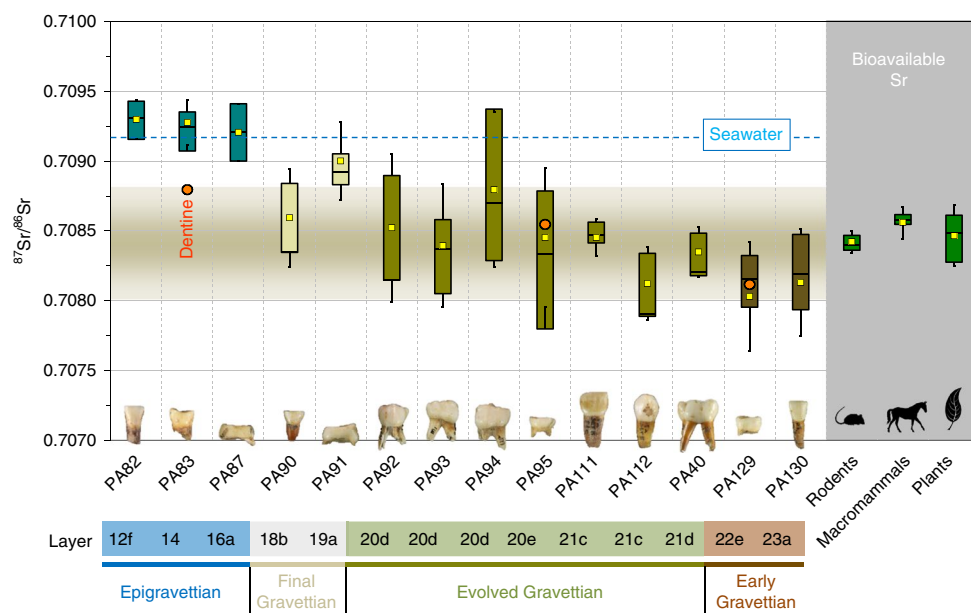 0.7100
0.7095
0.7090
0.7085
0.7080
0.7075
0.7070
⁸⁷Sr/⁸⁶Sr
Bioavailable
Sr
Seawater
Dentine
PA82 PA83 PA87 PA90 PA91 PA92 PA93 PA94 PA95 PA111 PA112 PA40 PA129 PA130 Rodents Macromammals Plants
Layer 12f 14 16a 18b 19a 20d 20d 20d 20e 21c 21c 21d 22e 23a
Epigravettian
Final
Gravettian
Evolved Gravettian
Early
Gravettian